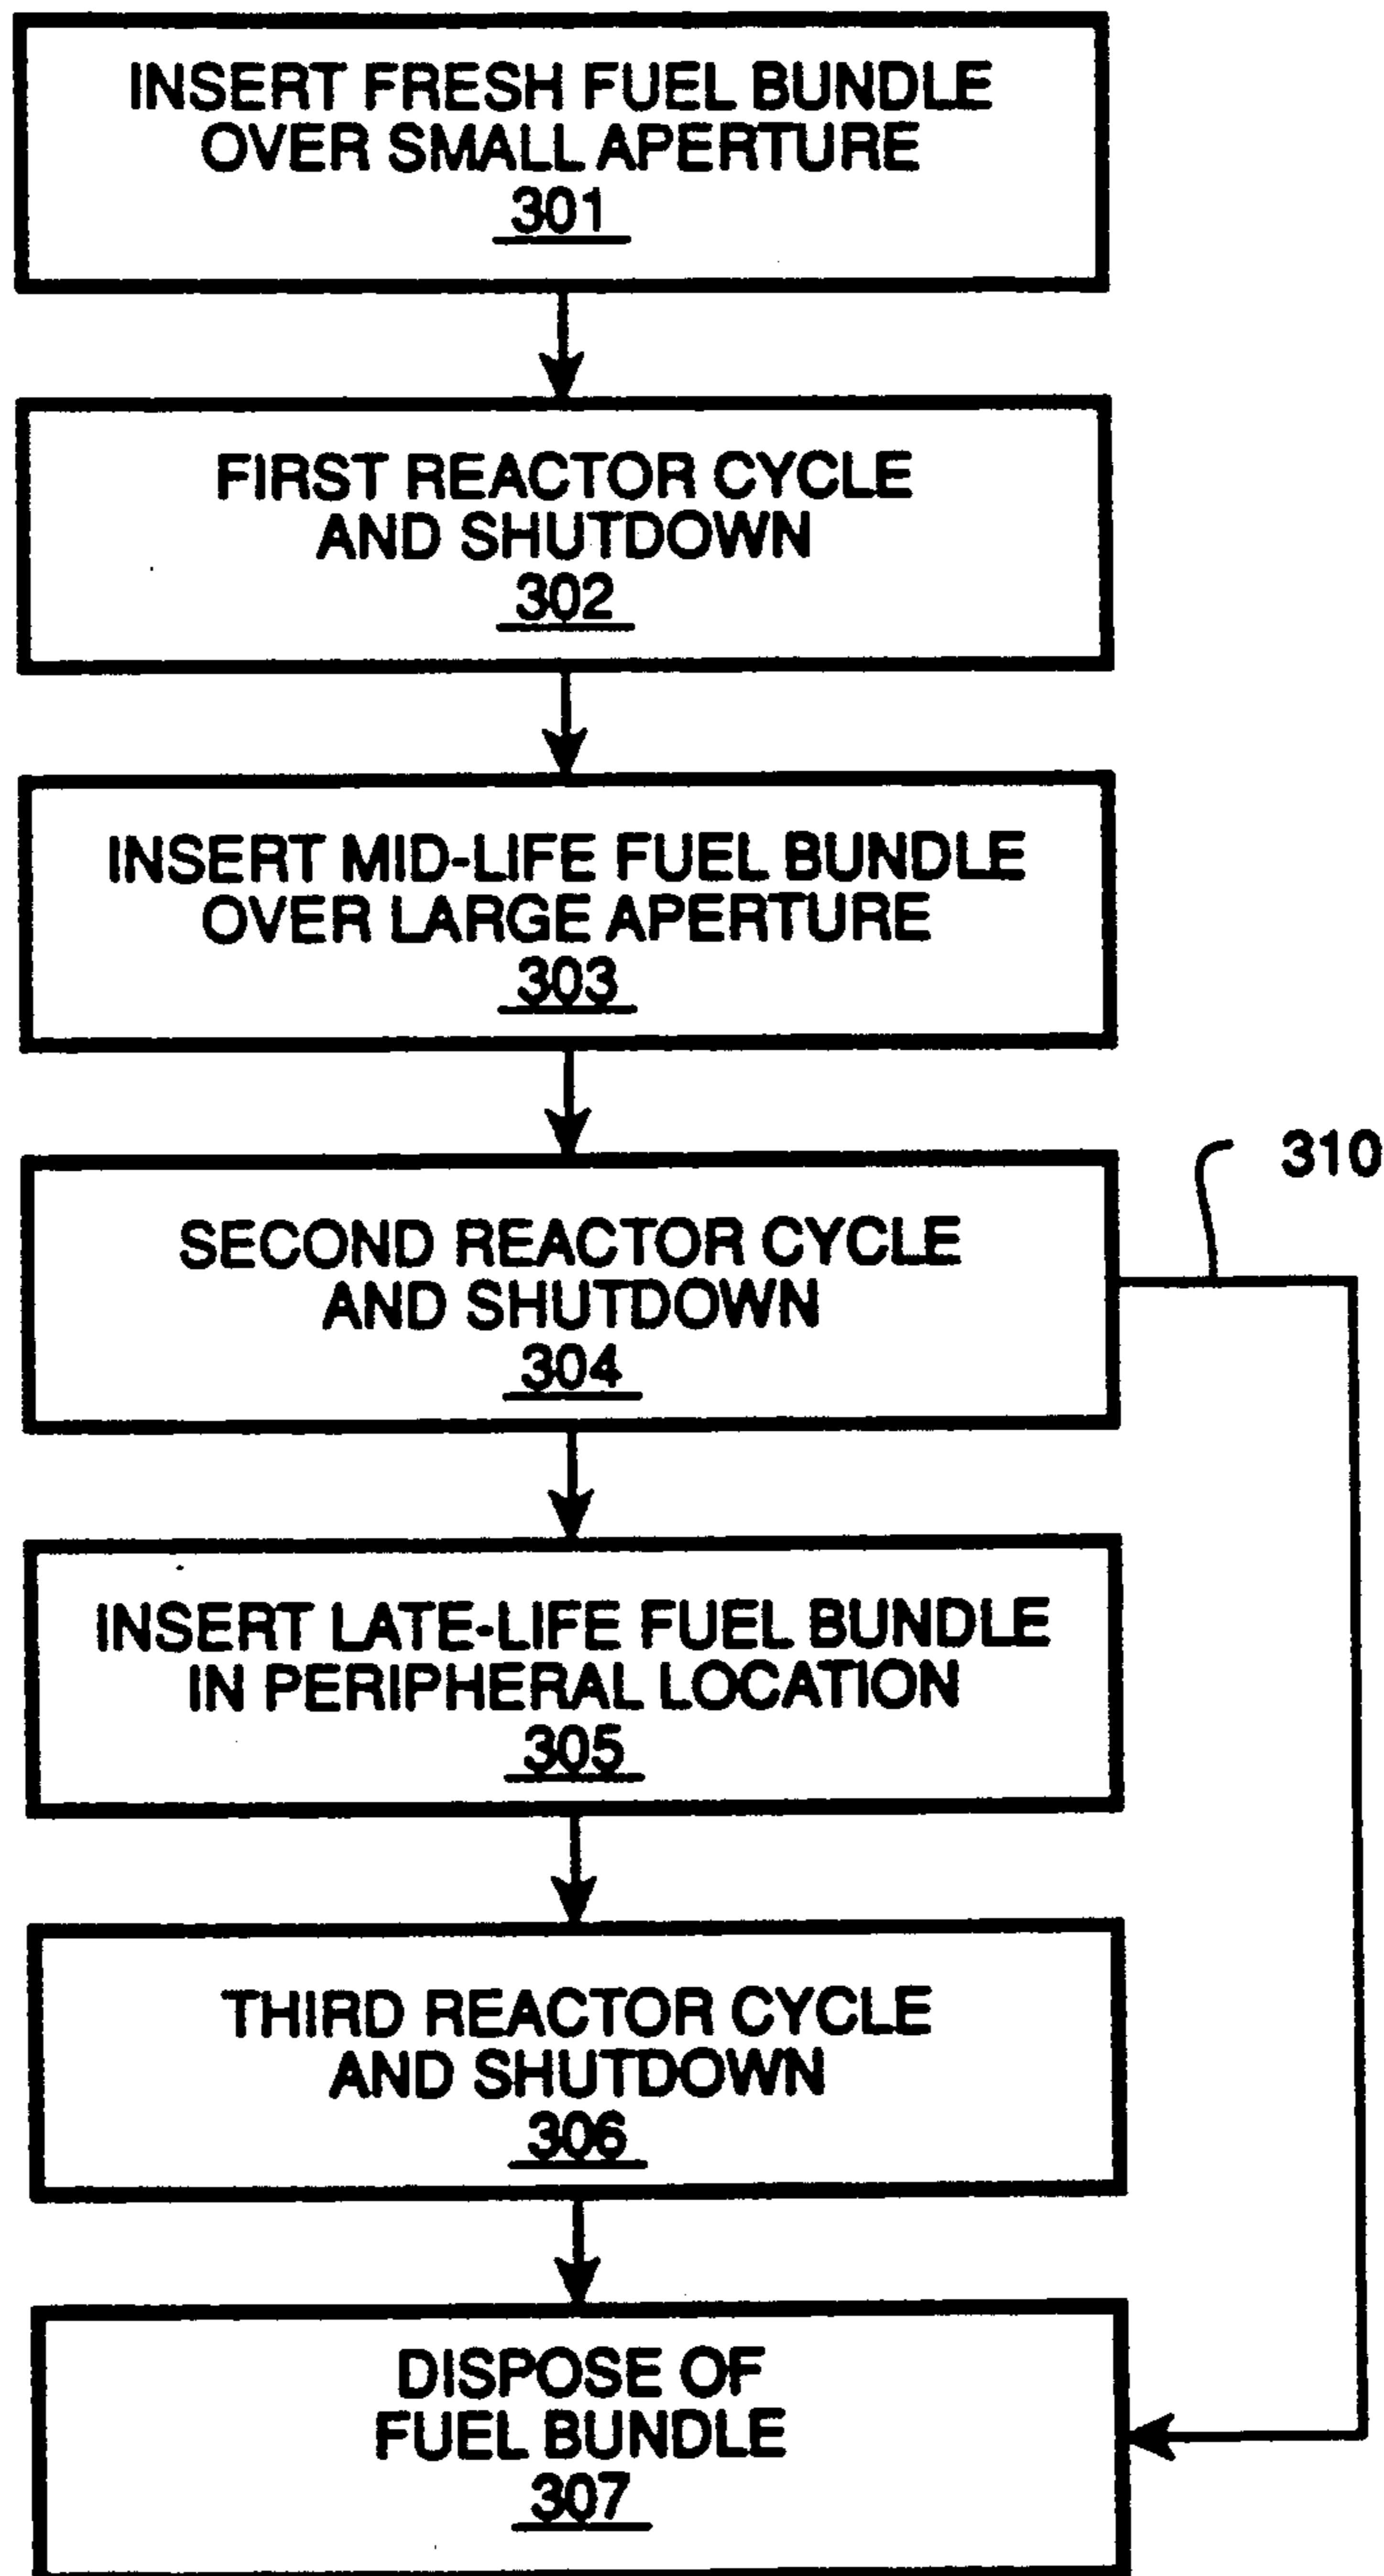 INSERT FRESH FUEL BUNDLE
OVER SMALL APERTURE
301
FIRST REACTOR CYCLE
AND SHUTDOWN
302
INSERT MID-LIFE FUEL BUNDLE
OVER LARGE APERTURE
303
SECOND REACTOR CYCLE
AND SHUTDOWN
304
310
INSERT LATE-LIFE FUEL BUNDLE
IN PERIPHERAL LOCATION
305
THIRD REACTOR CYCLE
AND SHUTDOWN
306
DISPOSE OF
FUEL BUNDLE
307